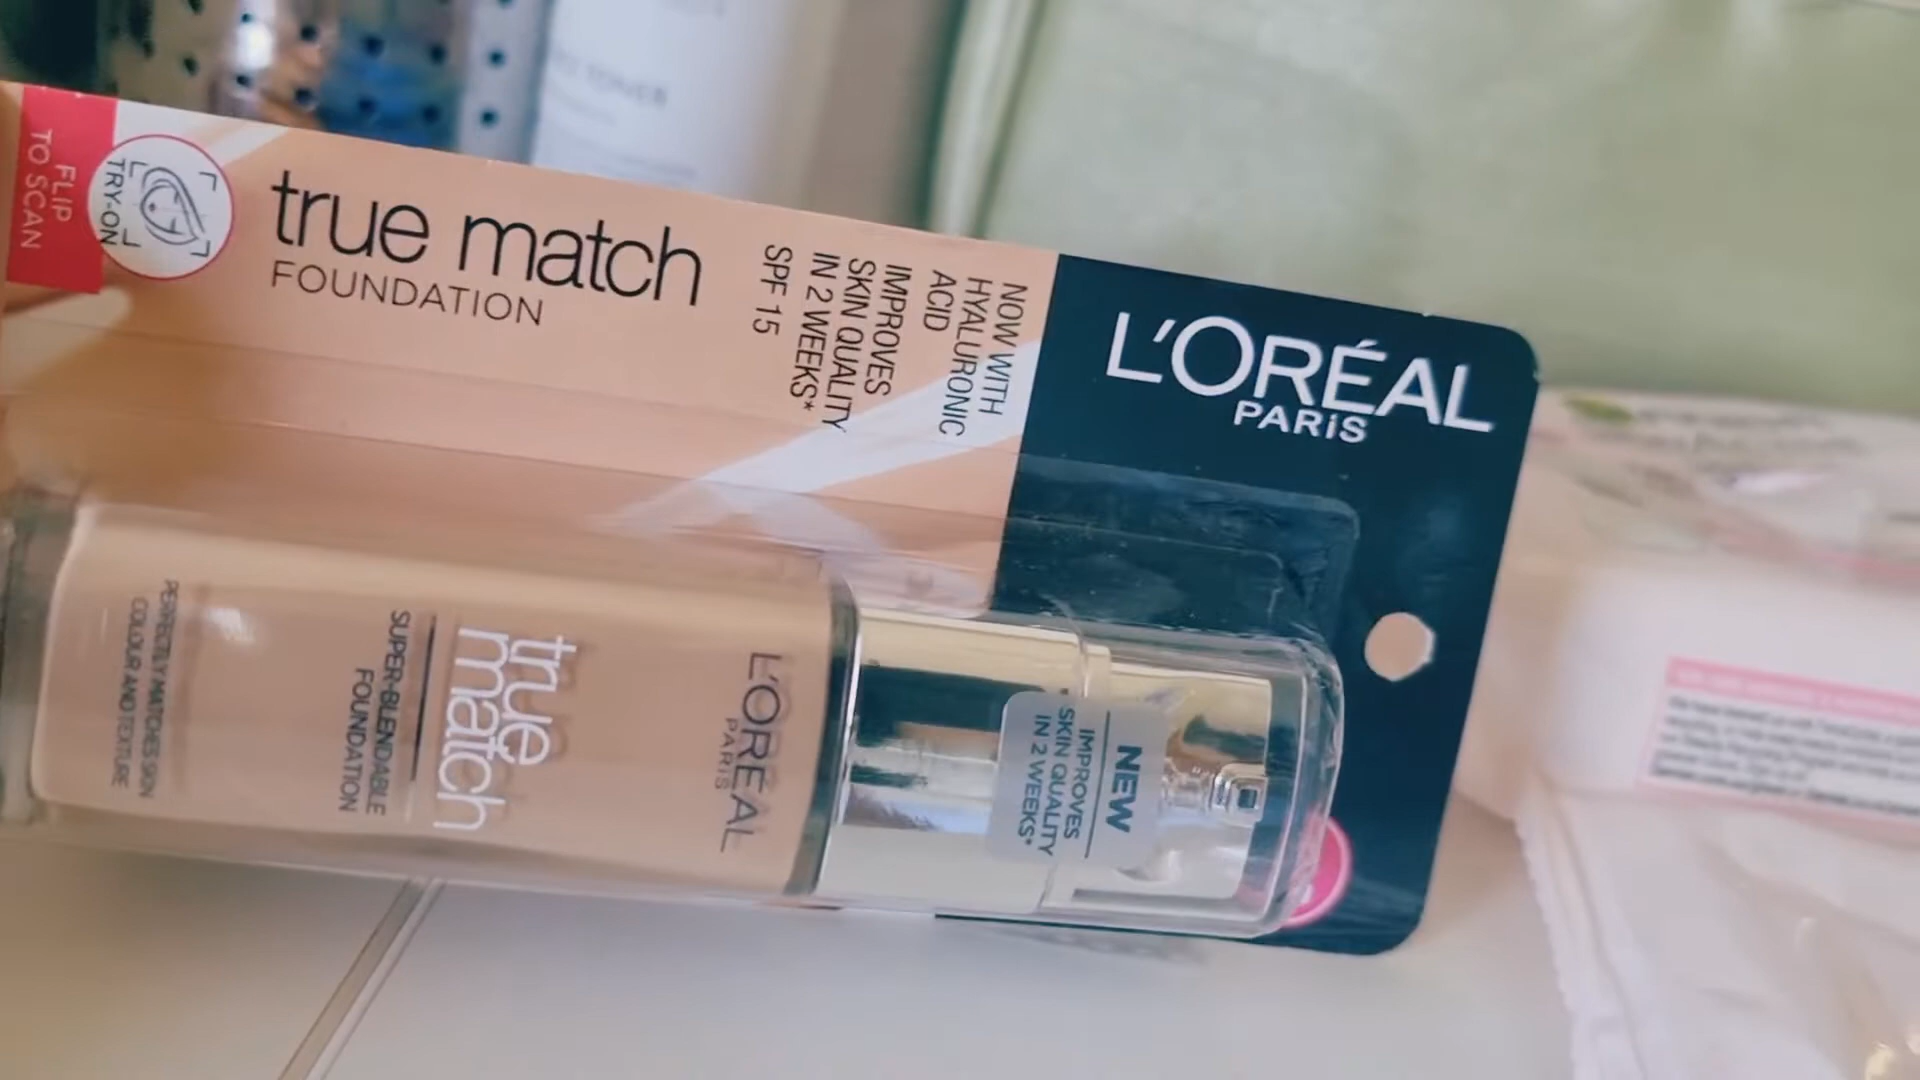 L'ORÉAL
PARIS
true match
FOUNDATION
NOW WITH
HYALURONIC
ACID
IMPROVES
SKIN QUALITY
IN 2 WEEKS*
SPF 15
TRY-ON
FLIP
TO SCAN
NEW
IMPROVES
SKIN QUALITY
IN 2 WEEKS*
L'ORÉAL
PARIS
true
match
SUPER-BLENDABLE
FOUNDATION
PERFECTLY MATCHES SKIN
COLOUR AND TEXTURE
TONER